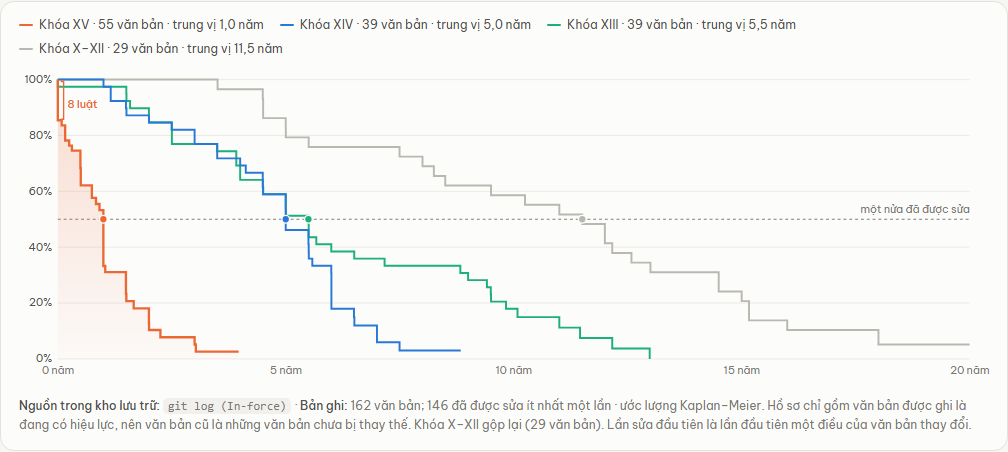 Khóa XV · 55 văn bản · trung vị 1,0 năm
Khóa XIV · 39 văn bản · trung vị 5,0 năm
Khóa XIII · 39 văn bản · trung vị 5,5 năm
Khóa X–XII · 29 văn bản · trung vị 11,5 năm
100%
8 luật
80%
60%
một nửa đã được sửa
40%
20%
0%
0 năm
5 năm
10 năm
15 năm
20 năm
Nguồn trong kho lưu trữ: git log (In-force) · Bản ghi: 162 văn bản; 146 đã được sửa ít nhất một lần · ước lượng Kaplan–Meier. Hồ sơ chỉ gồm văn bản được ghi là
đang có hiệu lực, nên văn bản cũ là những văn bản chưa bị thay thế. Khóa X–XII gộp lại (29 văn bản). Lần sửa đầu tiên là lần đầu tiên một điều của văn bản thay đổi.